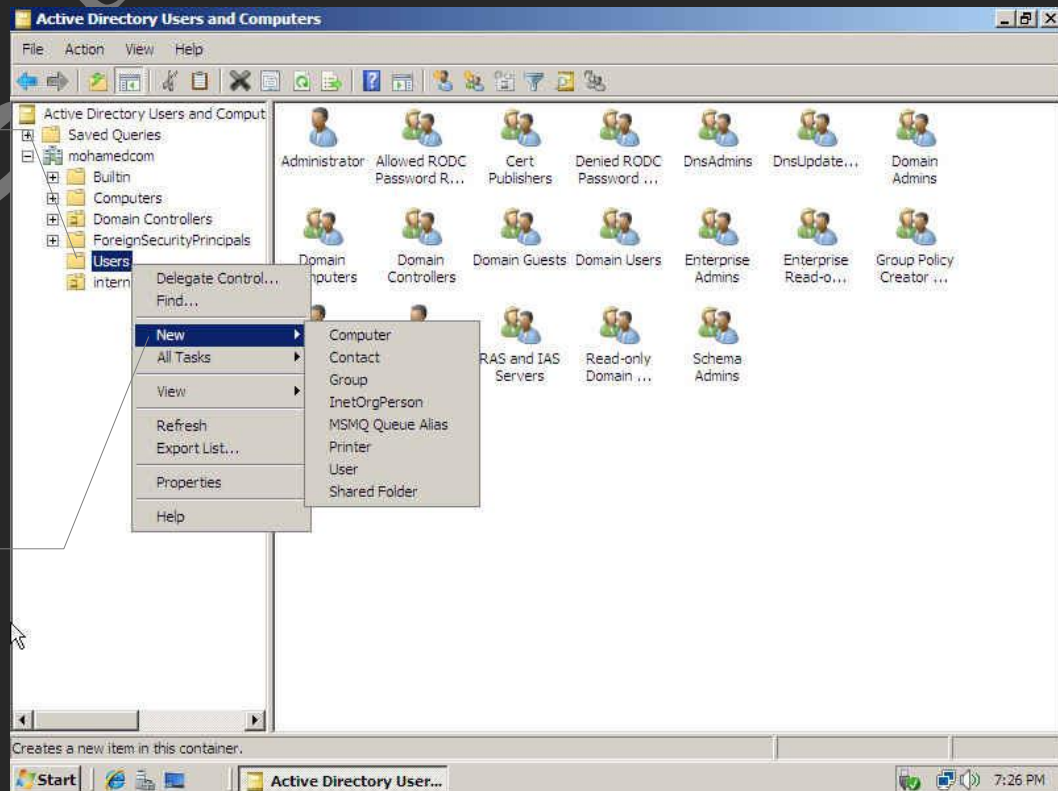 Active Directory Users and Computers
File Action View Help
Active Directory Users and Comput
Saved Queries
mohamedcom
Builtin
Computers
Domain Controllers
ForeignSecurityPrincipals
Users
intern
Administrator
Allowed RODC
Password R...
Cert
Publishers
Denied RODC
Password ...
DnsAdmins
DnsUpdate...
Domain
Admins
Domain
mputers
Domain
Controllers
Domain Guests
Domain Users
Enterprise
Admins
Enterprise
Read-o...
Group Policy
Creator ...
RAS and IAS
Servers
Read-only
Domain ...
Schema
Admins
Delegate Control...
Find...
New
All Tasks
View
Refresh
Export List...
Properties
Help
Computer
Contact
Group
InetOrgPerson
MSMQ Queue Alias
Printer
User
Shared Folder
Creates a new item in this container.
Start
Active Directory User...
7:26 PM